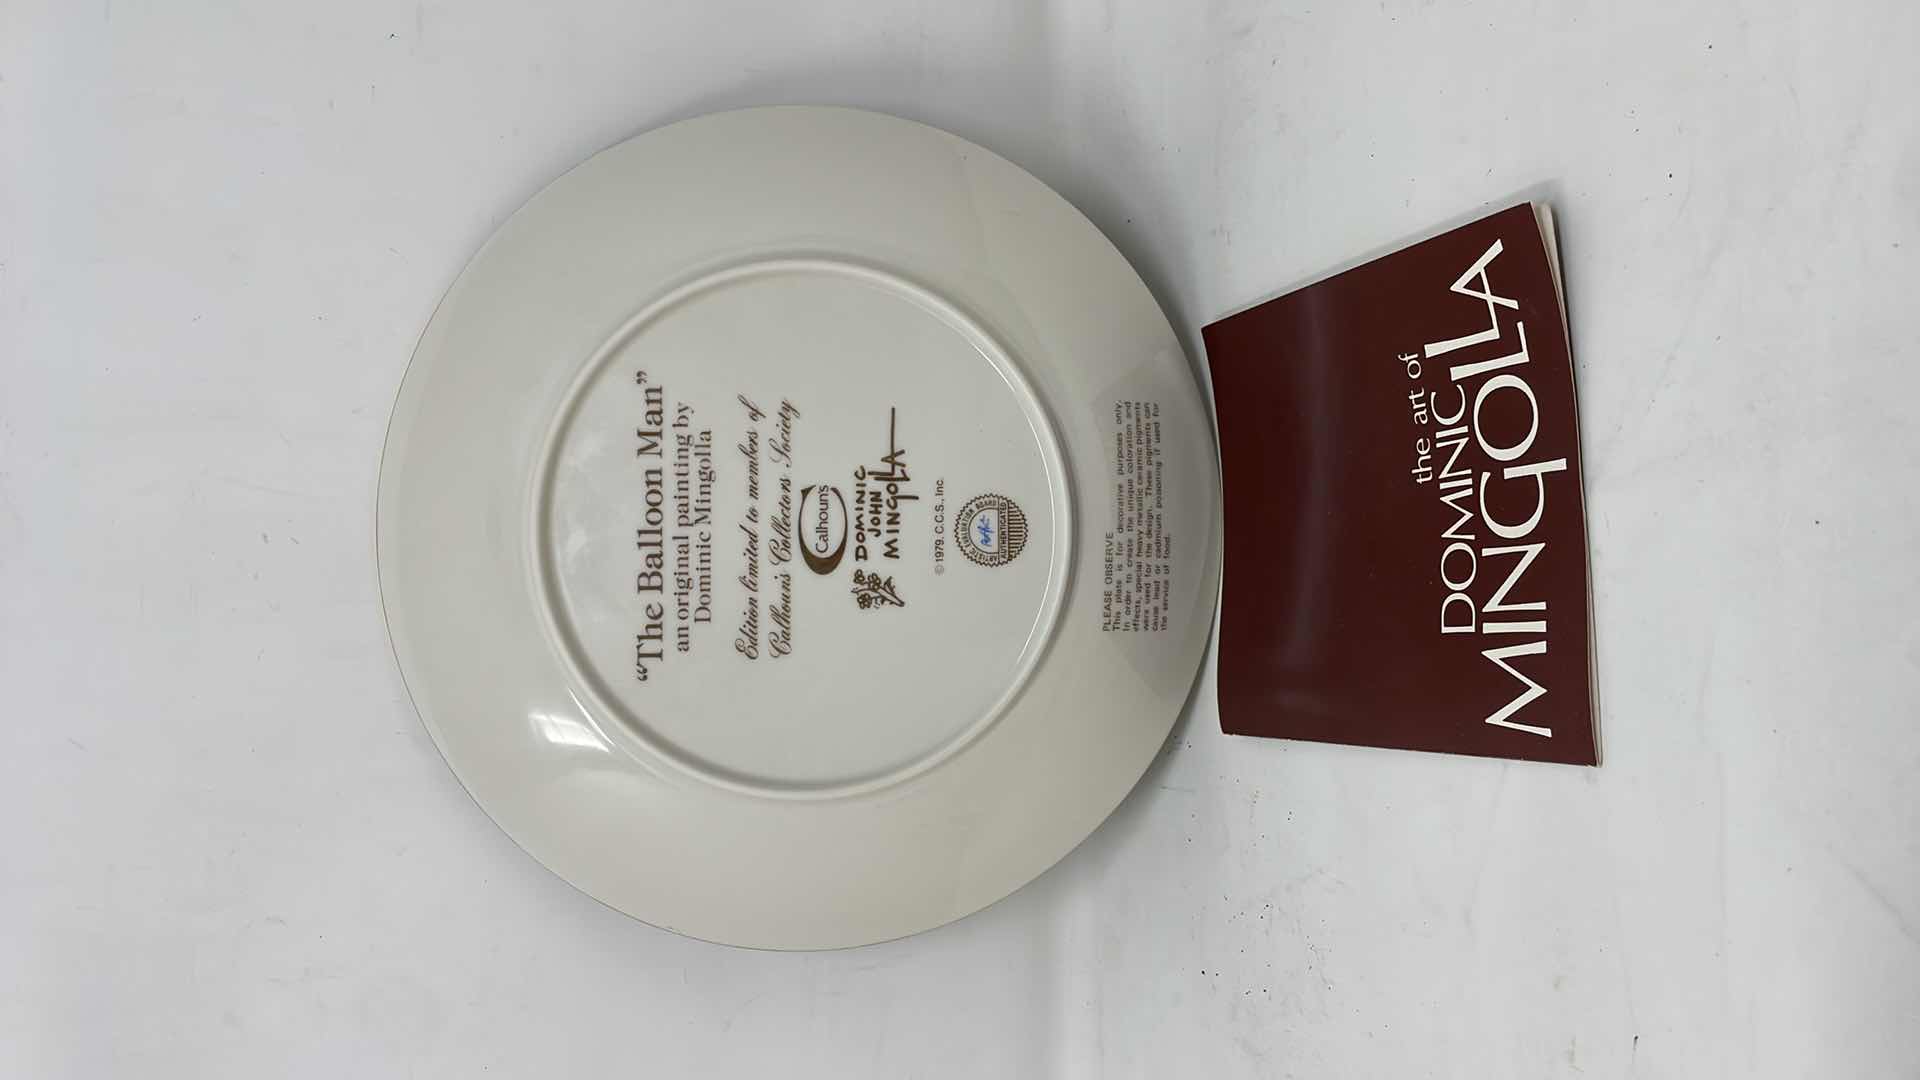 “The Balloon Man”
an original painting by
Dominic Mingolla
Edition limited to members of
Calhoun's Collectors Society
Calhoun's
DOMINIC
JOHN
MINGOLLA
© 1979, C.C.S., Inc.
ARTISTIC EVALUATION BOARD
AUTHENTICATED
PLEASE OBSERVE
This plate is for decorative purposes only.
In order to create the unique coloration and
effects, special heavy metallic ceramic pigments
were used for the design. These pigments can
cause lead or cadmium poisoning if used for
the service of food.
the art of
DOMINIC
MINGOLLA